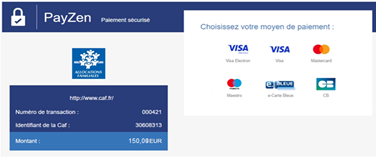 PayZen Paiement sécurisé
ALLOCATIONS
FAMILIALES
http://www.caf.fr/
Numéro de transaction : 000421
Identifiant de la Caf : 30608313
Montant : 150,00EUR
Choisissez votre moyen de paiement :
VISA VISA
Visa Electron Visa Mastercard
e-BLEUE CB
Maestro e-Carte Bleue CB